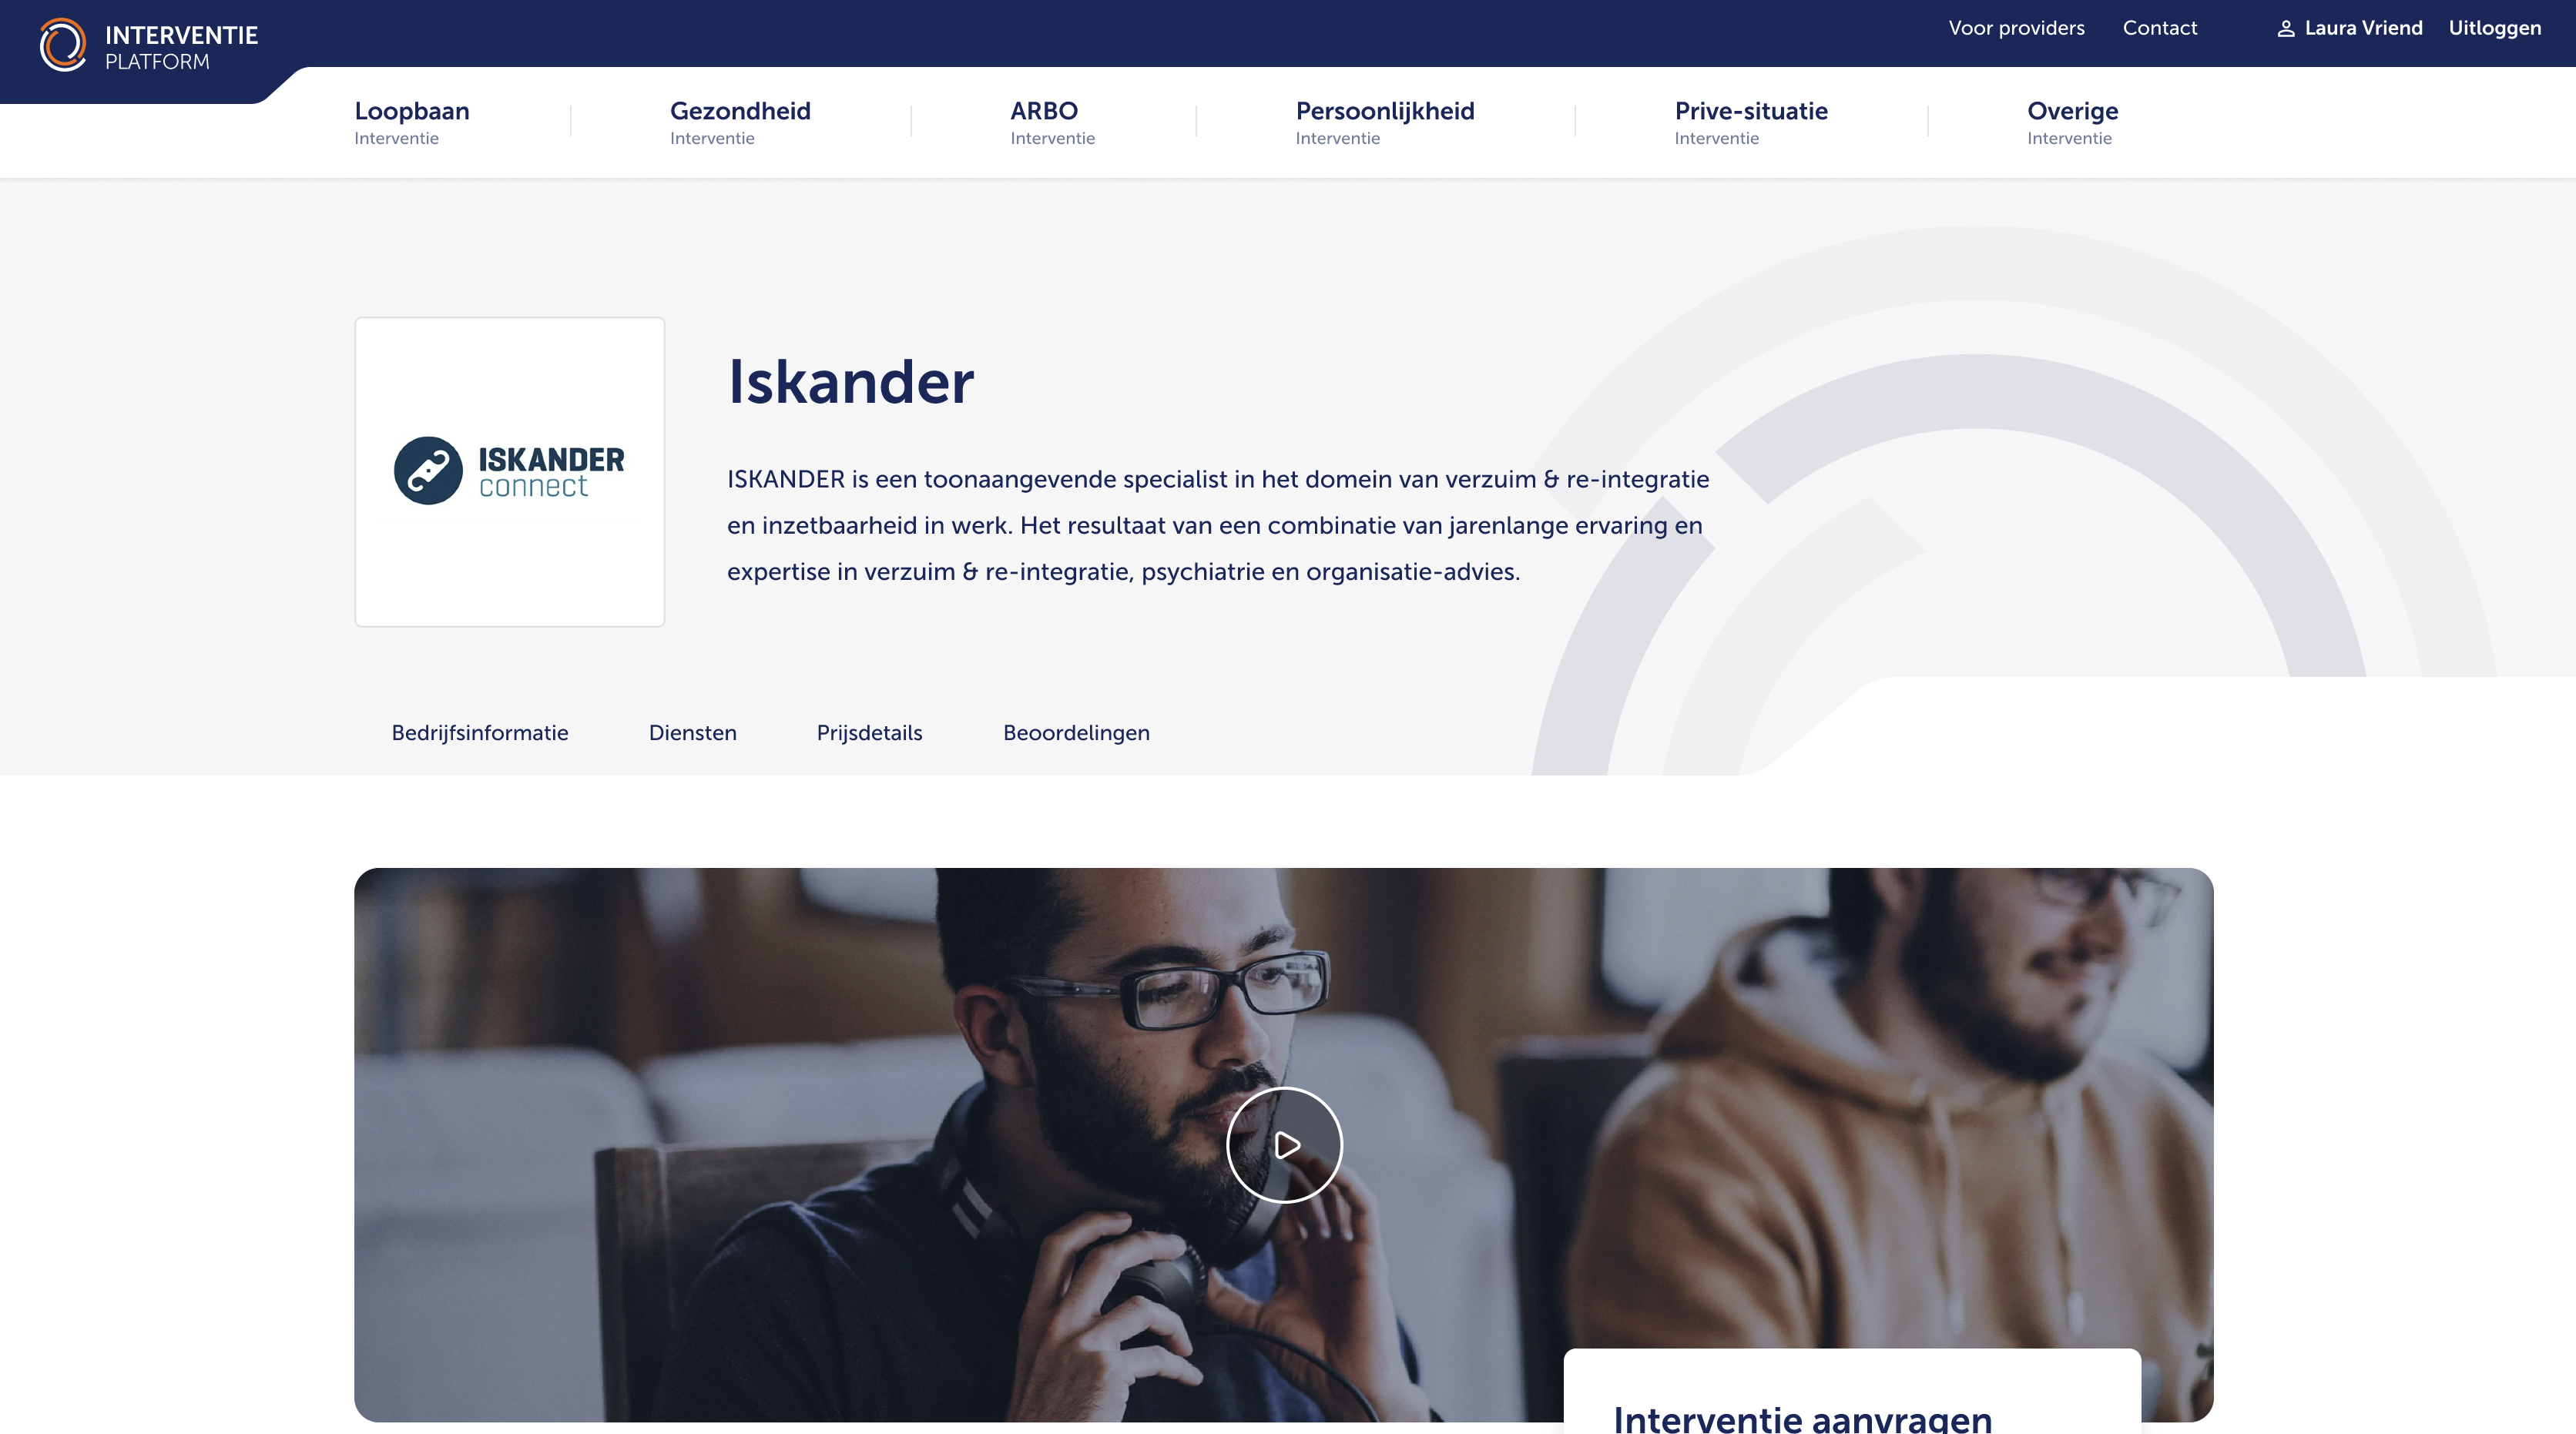 INTERVENTIE
PLATFORM
Voor providers
Contact
Laura Vriend
Uitloggen
Loopbaan
Interventie
Gezondheid
Interventie
ARBO
Interventie
Persoonlijkheid
Interventie
Prive-situatie
Interventie
Overige
Interventie
ISKANDER
connect
Iskander
ISKANDER is een toonaangevende specialist in het domein van verzuim & re-integratie
en inzetbaarheid in werk. Het resultaat van een combinatie van jarenlange ervaring en
expertise in verzuim & re-integratie, psychiatrie en organisatie-advies.
Bedrijfsinformatie
Diensten
Prijsdetails
Beoordelingen
Interventie aanvragen